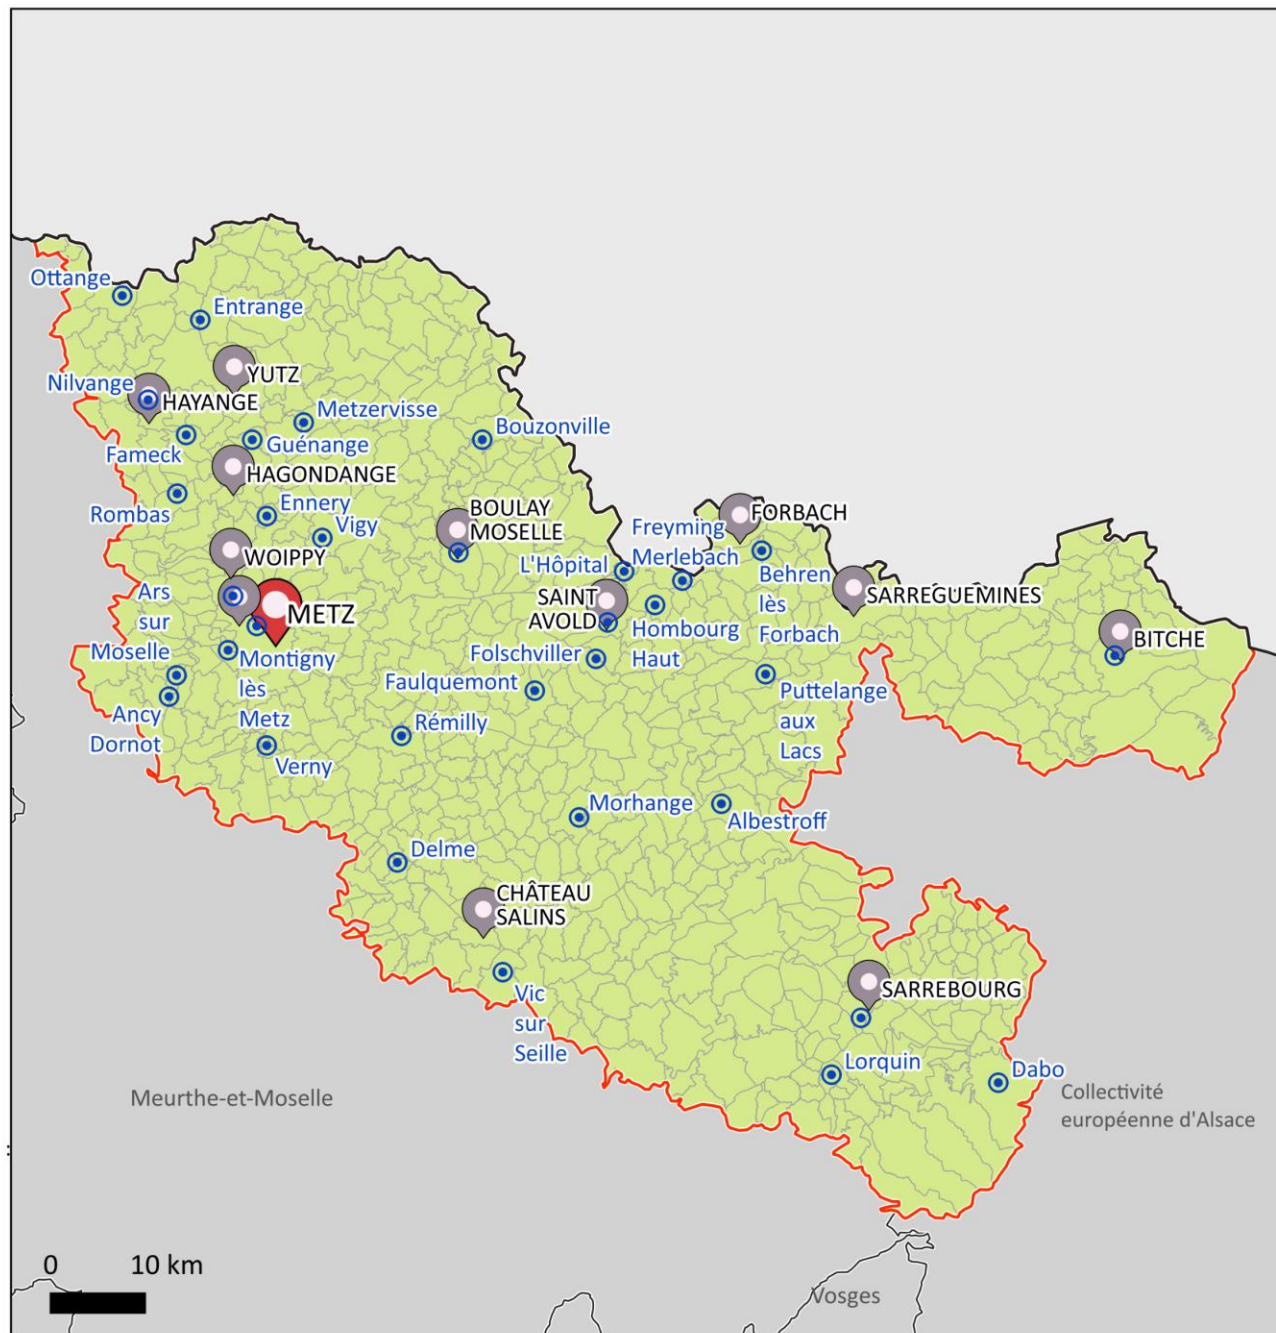 Ottange
Entrange
YUTZ
Nilvange
HAYANGE
Metzervisse
Fameck
Guénange
Bouzonville
HAGONDANGE
Rombas
Ennery
Vigy
BOULAY
MOSELLE
FORBACH
Freyming
Merlebach
WOIPPY
L'Hôpital
Behren
lès
Forbach
SARREGUEMINES
Ars
sur
Moselle
METZ
SAINT
AVOLD
Hombourg
Haut
BITCHE
Montigny
lès
Metz
Folschviller
Faulquemont
Puttelange
aux
Lacs
Ancy
Dornot
Rémilly
Verny
Morhange
Albestroff
Delme
CHÂTEAU
SALINS
Vic
sur
Seille
SARREBOURG
Lorquin
Dabo
Meurthe-et-Moselle
Collectivité
européenne d'Alsace
0 10 km
Vosges